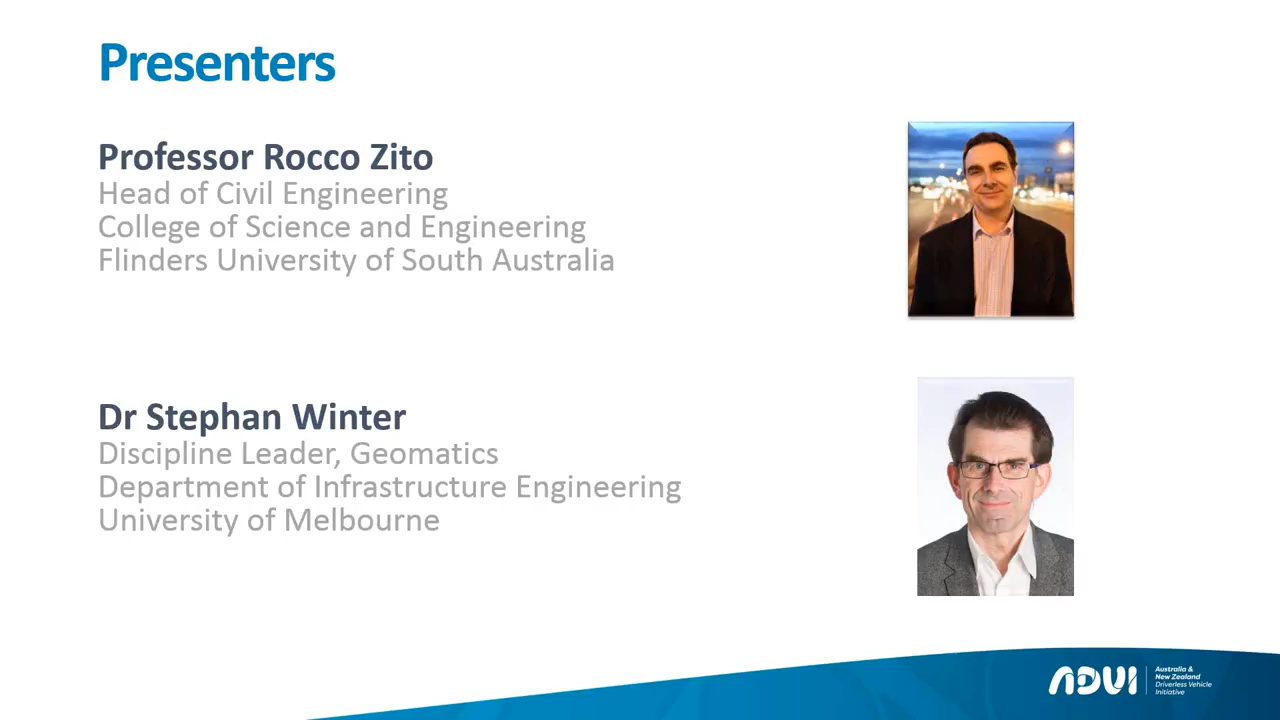 Presenters
Professor Rocco Zito
Head of Civil Engineering
College of Science and Engineering
Flinders University of South Australia
Dr Stephan Winter
Discipline Leader, Geomatics
Department of Infrastructure Engineering
University of Melbourne
ADVI
Australia &
New Zealand
Driverless Vehicle
Initiative